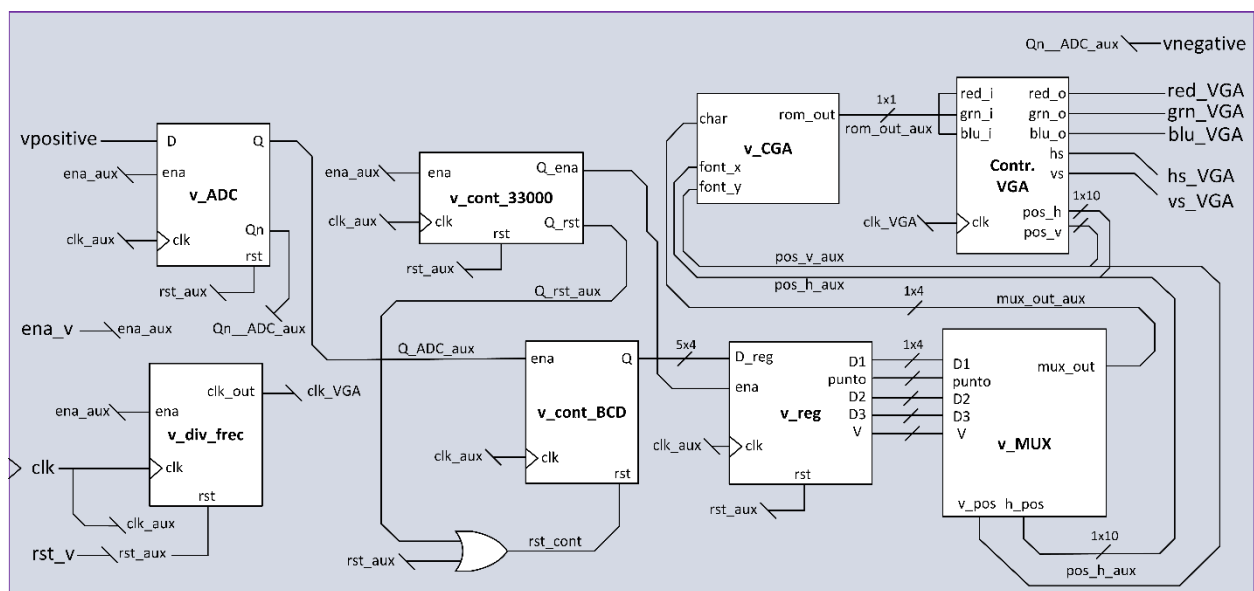 Qn__ADC_aux vnegative
vpositive
D Q
ena_aux ena
v_ADC
Qn
clk_aux clk
rst
rst_aux
Qn__ADC_aux
ena_v ena_aux
clk_out clk_VGA
ena_aux ena
v_div_frec
clk clk
rst
clk_aux
rst_v rst_aux
Q_ena
ena_aux ena
v_cont_33000
clk_aux clk Q_rst
rst
rst_aux
Q_rst_aux
Q_ADC_aux
ena Q
v_cont_BCD
clk_aux clk
rst
rst_aux rst_cont
5x4
D_reg D1
ena punto
D2
v_reg D3
clk_aux clk V
rst
rst_aux
1x4
D1 mux_out
punto
D2
D3
V
v_MUX
v_pos h_pos
1x10
pos_h_aux
char rom_out
v_CGA
font_x
font_y
1x1
rom_out_aux
red_i red_o red_VGA
grn_i grn_o grn_VGA
blu_i blu_o blu_VGA
Contr. hs hs_VGA
VGA vs vs_VGA
clk_VGA clk pos_h 1x10
pos_v
pos_v_aux
pos_h_aux
1x4 mux_out_aux